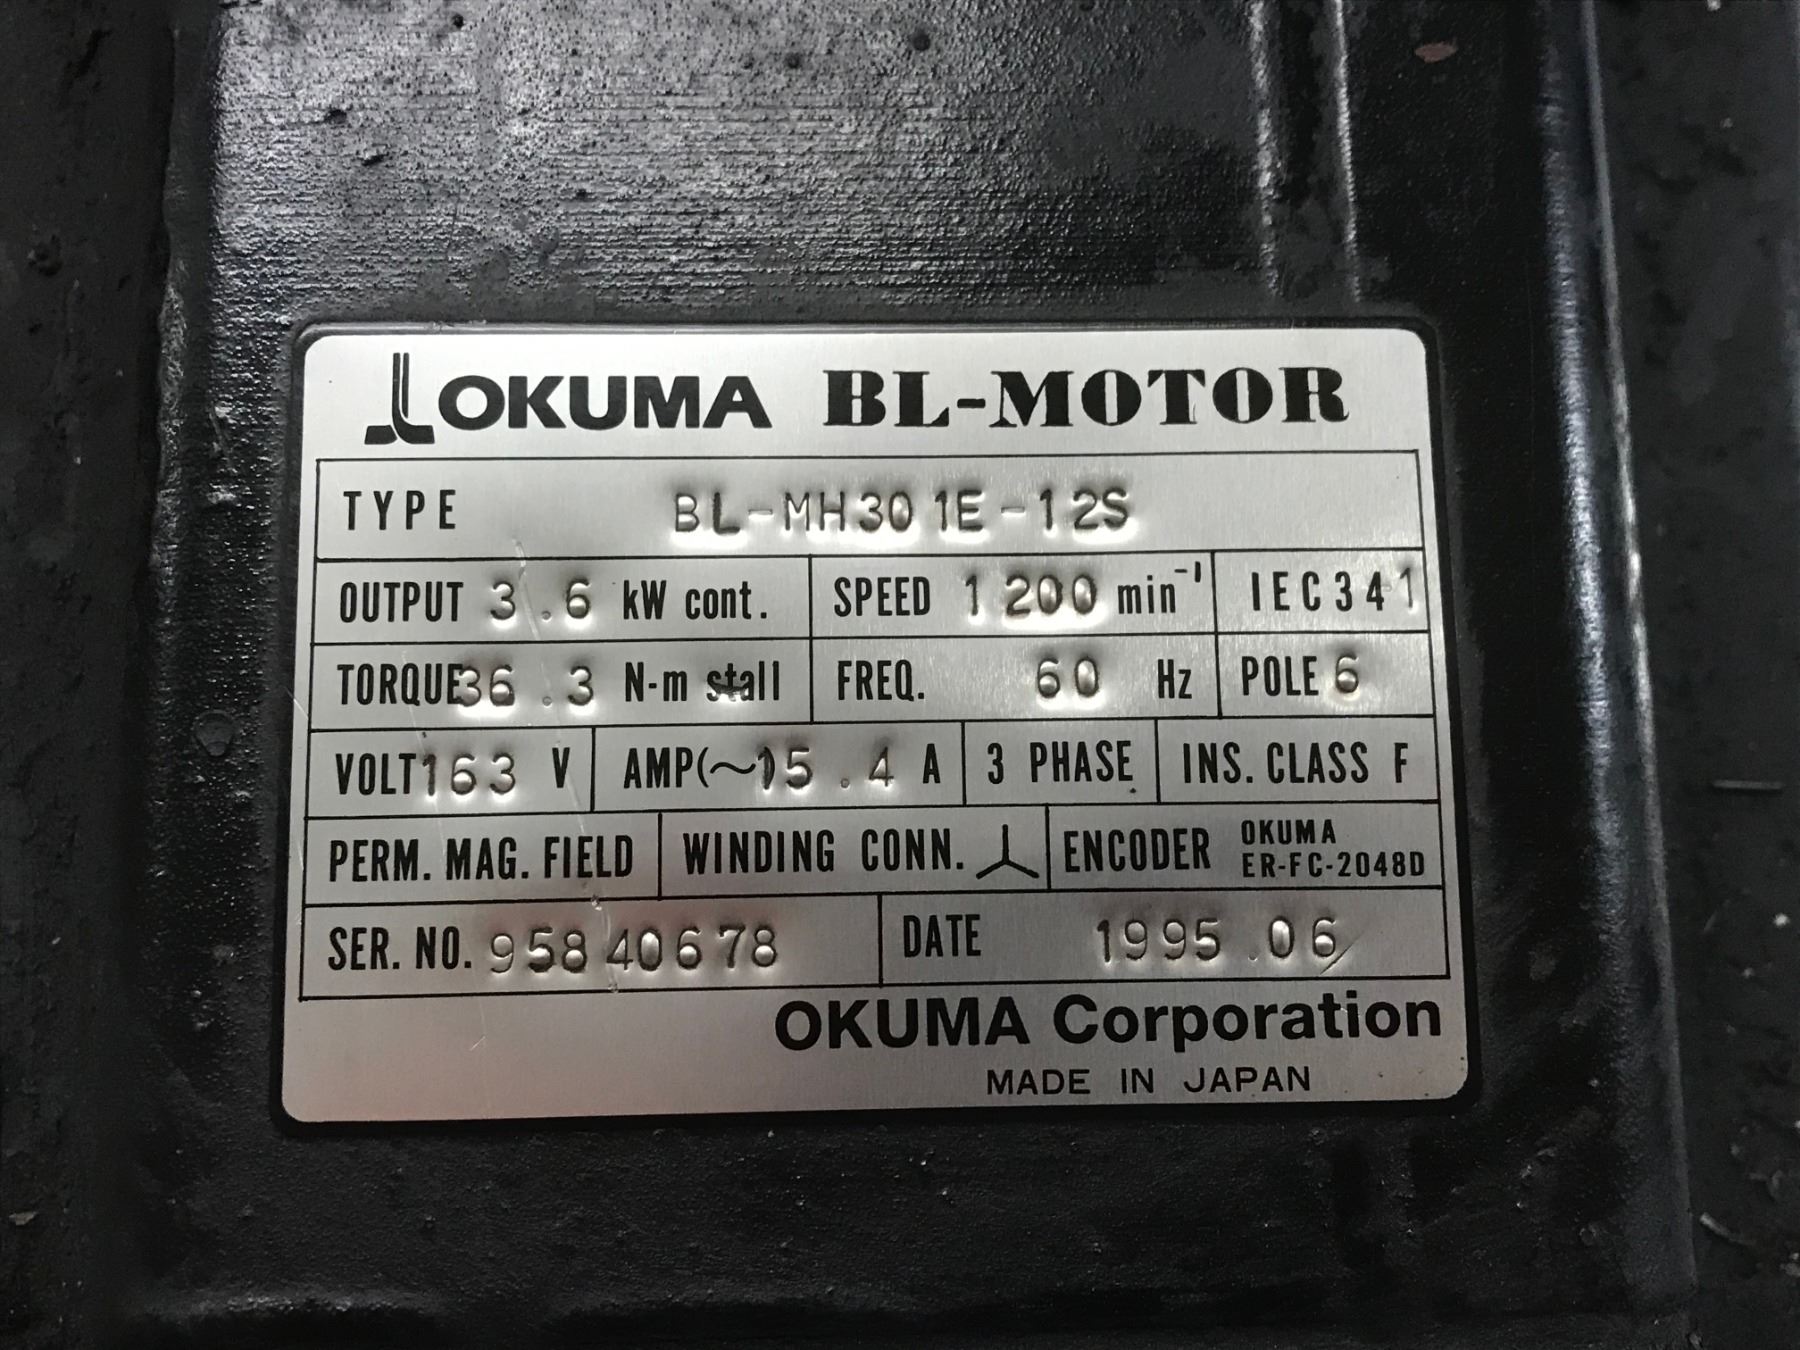 OKUMA BL-MOTOR
TYPE BL-MH301E-12S
OUTPUT 3.6 kW cont. SPEED 1200 min⁻¹ IEC341
TORQUE 36.3 N-m stall FREQ. 60 Hz POLE 6
VOLT 163 V AMP(~) 15.4 A 3 PHASE INS. CLASS F
PERM. MAG. FIELD WINDING CONN. ENCODER OKUMA ER-FC-2048D
SER. NO. 95840678 DATE 1995.06
OKUMA Corporation
MADE IN JAPAN